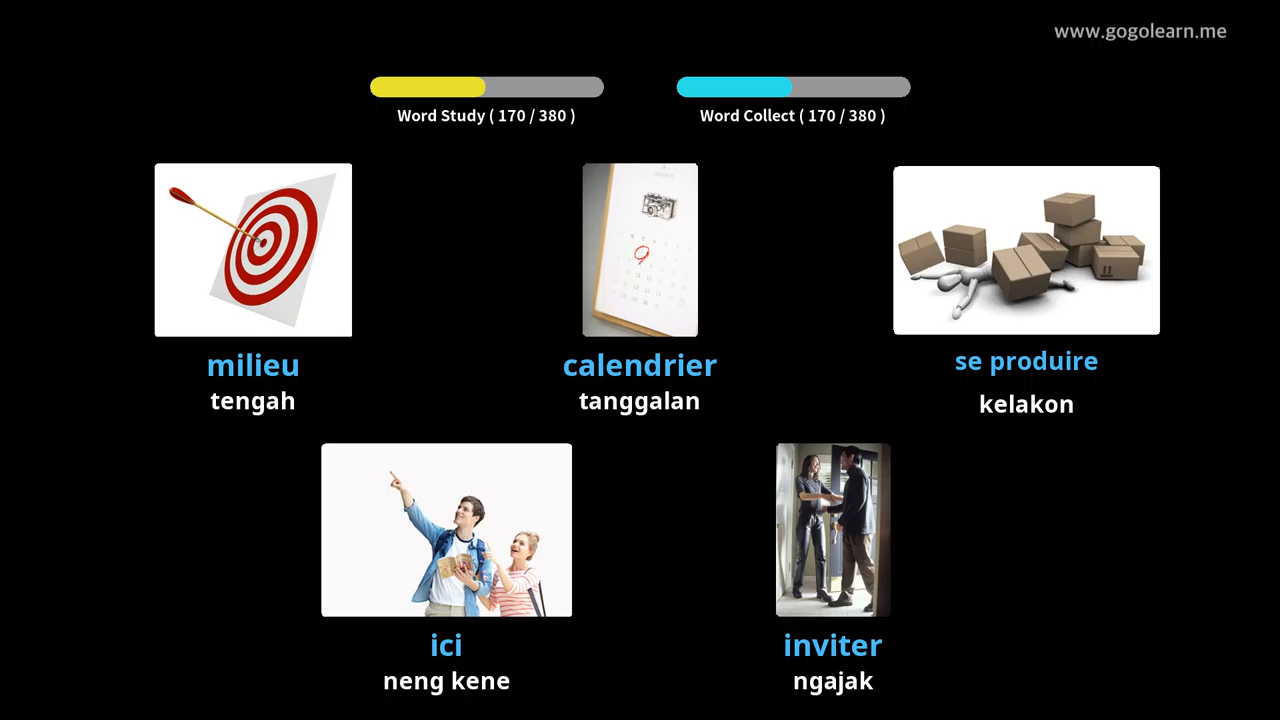 www.gogolearn.me
Word Study ( 170 / 380 )
Word Collect ( 170 / 380 )
milieu
tengah
calendrier
tanggalan
se produire
kelakon
ici
neng kene
inviter
ngajak